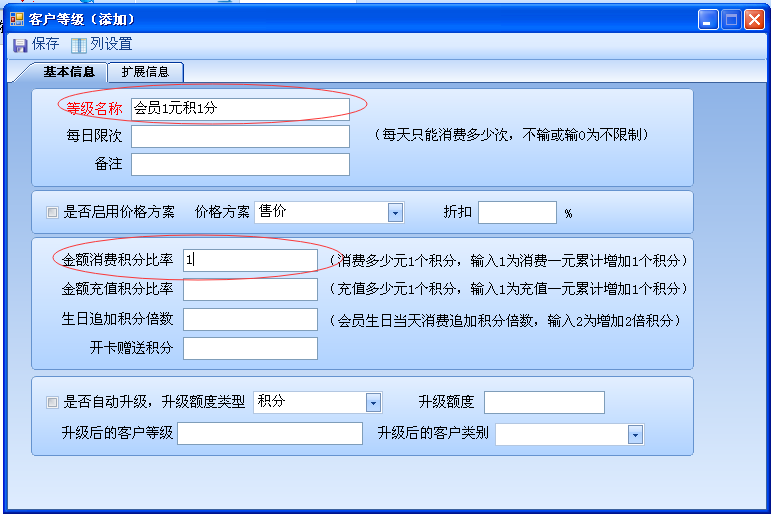 客户等级（添加）
保存 列设置
基本信息 扩展信息
等级名称 会员1元积1分
每日限次 （每天只能消费多少次，不输或输0为不限制）
备注
是否启用价格方案 价格方案 售价 折扣 %
金额消费积分比率 1 （消费多少元1个积分，输入1为消费一元累计增加1个积分）
金额充值积分比率 （充值多少元1个积分，输入1为充值一元累计增加1个积分）
生日追加积分倍数 （会员生日当天消费追加积分倍数，输入2为增加2倍积分）
开卡赠送积分
是否自动升级，升级额度类型 积分 升级额度
升级后的客户等级 升级后的客户类别